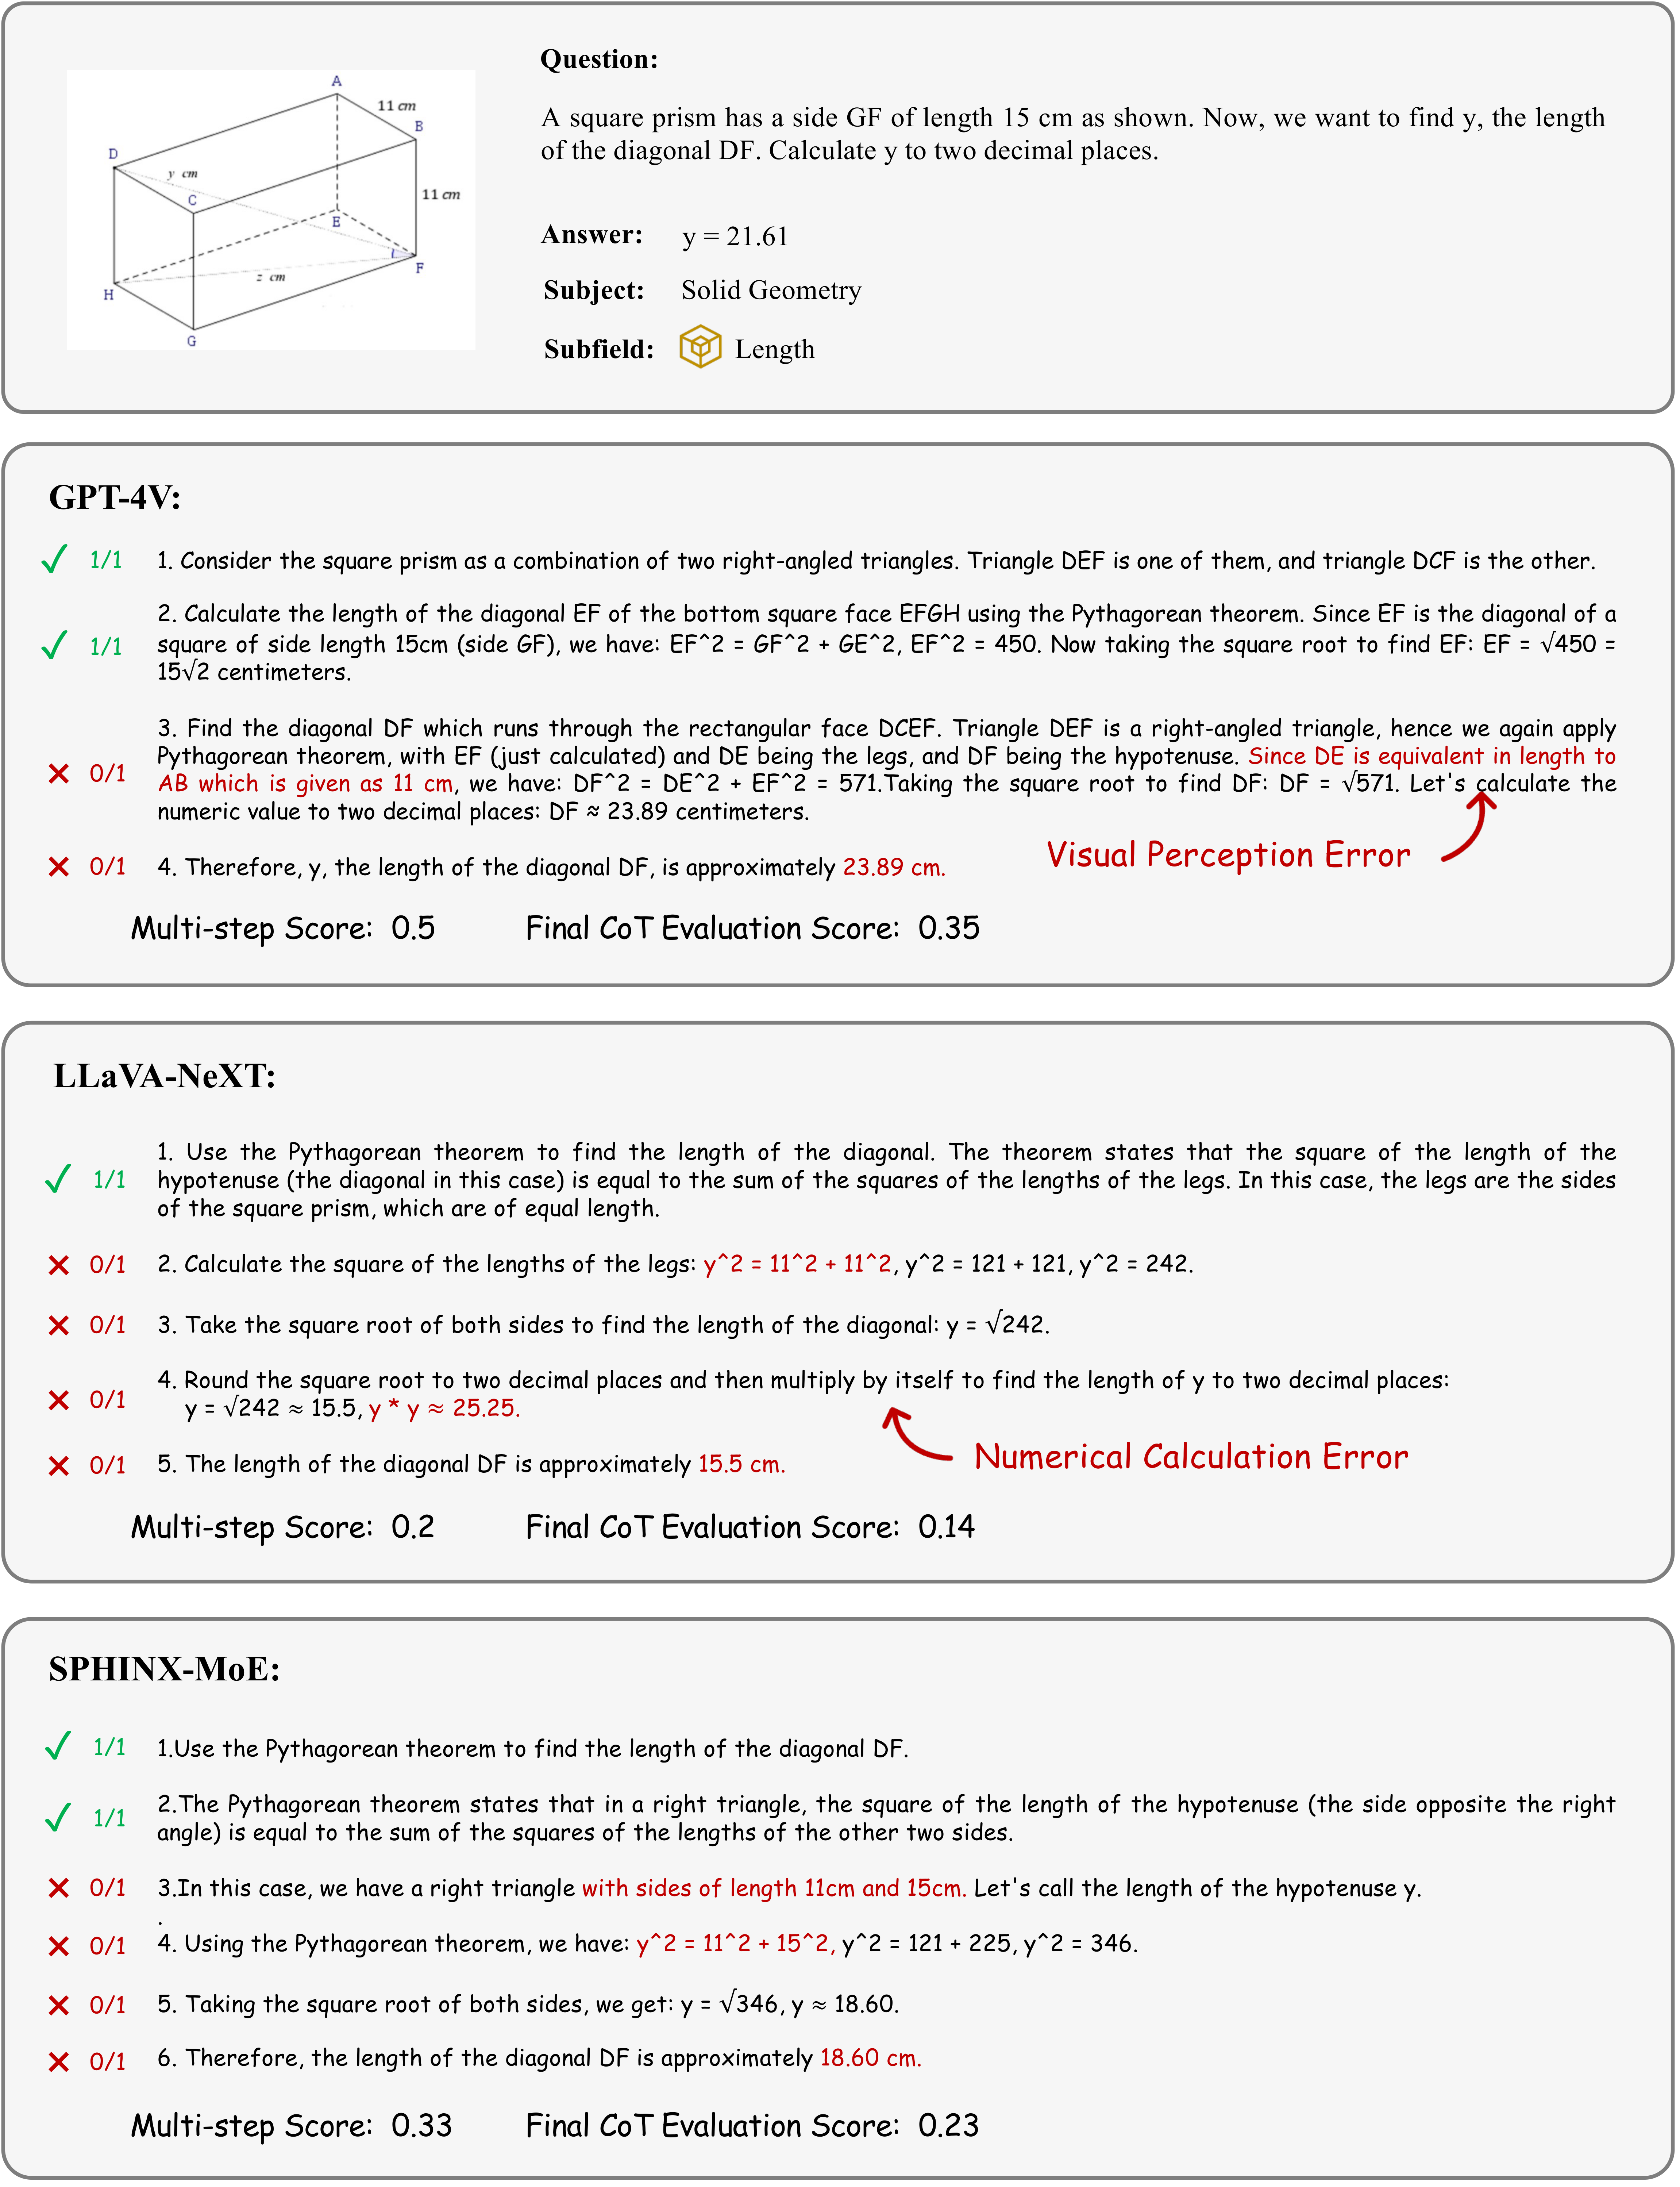 A
11 cm
B
D
y cm
C
11 cm
E
F
z cm
H
G
Question:
A square prism has a side GF of length 15 cm as shown. Now, we want to find y, the length
of the diagonal DF. Calculate y to two decimal places.
Answer: y = 21.61
Subject: Solid Geometry
Subfield: Length
GPT-4V:
✓ 1/1 1. Consider the square prism as a combination of two right-angled triangles. Triangle DEF is one of them, and triangle DCF is the other.
2. Calculate the length of the diagonal EF of the bottom square face EFGH using the Pythagorean theorem. Since EF is the diagonal of a
✓ 1/1 square of side length 15cm (side GF), we have: EF^2 = GF^2 + GE^2, EF^2 = 450. Now taking the square root to find EF: EF = √450 =
15√2 centimeters.
3. Find the diagonal DF which runs through the rectangular face DCEF. Triangle DEF is a right-angled triangle, hence we again apply
Pythagorean theorem, with EF (just calculated) and DE being the legs, and DF being the hypotenuse. Since DE is equivalent in length to
✕ 0/1 AB which is given as 11 cm, we have: DF^2 = DE^2 + EF^2 = 571.Taking the square root to find DF: DF = √571. Let's calculate the
numeric value to two decimal places: DF ≈ 23.89 centimeters.
Visual Perception Error
✕ 0/1 4. Therefore, y, the length of the diagonal DF, is approximately 23.89 cm.
Multi-step Score: 0.5 Final CoT Evaluation Score: 0.35
LLaVA-NeXT:
1. Use the Pythagorean theorem to find the length of the diagonal. The theorem states that the square of the length of the
✓ 1/1 hypotenuse (the diagonal in this case) is equal to the sum of the squares of the lengths of the legs. In this case, the legs are the sides
of the square prism, which are of equal length.
✕ 0/1 2. Calculate the square of the lengths of the legs: y^2 = 11^2 + 11^2, y^2 = 121 + 121, y^2 = 242.
✕ 0/1 3. Take the square root of both sides to find the length of the diagonal: y = √242.
4. Round the square root to two decimal places and then multiply by itself to find the length of y to two decimal places:
✕ 0/1 y = √242 ≈ 15.5, y * y ≈ 25.25.
Numerical Calculation Error
✕ 0/1 5. The length of the diagonal DF is approximately 15.5 cm.
Multi-step Score: 0.2 Final CoT Evaluation Score: 0.14
SPHINX-MoE:
✓ 1/1 1.Use the Pythagorean theorem to find the length of the diagonal DF.
2.The Pythagorean theorem states that in a right triangle, the square of the length of the hypotenuse (the side opposite the right
✓ 1/1 angle) is equal to the sum of the squares of the lengths of the other two sides.
✕ 0/1 3.In this case, we have a right triangle with sides of length 11cm and 15cm. Let's call the length of the hypotenuse y.
.
✕ 0/1 4. Using the Pythagorean theorem, we have: y^2 = 11^2 + 15^2, y^2 = 121 + 225, y^2 = 346.
✕ 0/1 5. Taking the square root of both sides, we get: y = √346, y ≈ 18.60.
✕ 0/1 6. Therefore, the length of the diagonal DF is approximately 18.60 cm.
Multi-step Score: 0.33 Final CoT Evaluation Score: 0.23